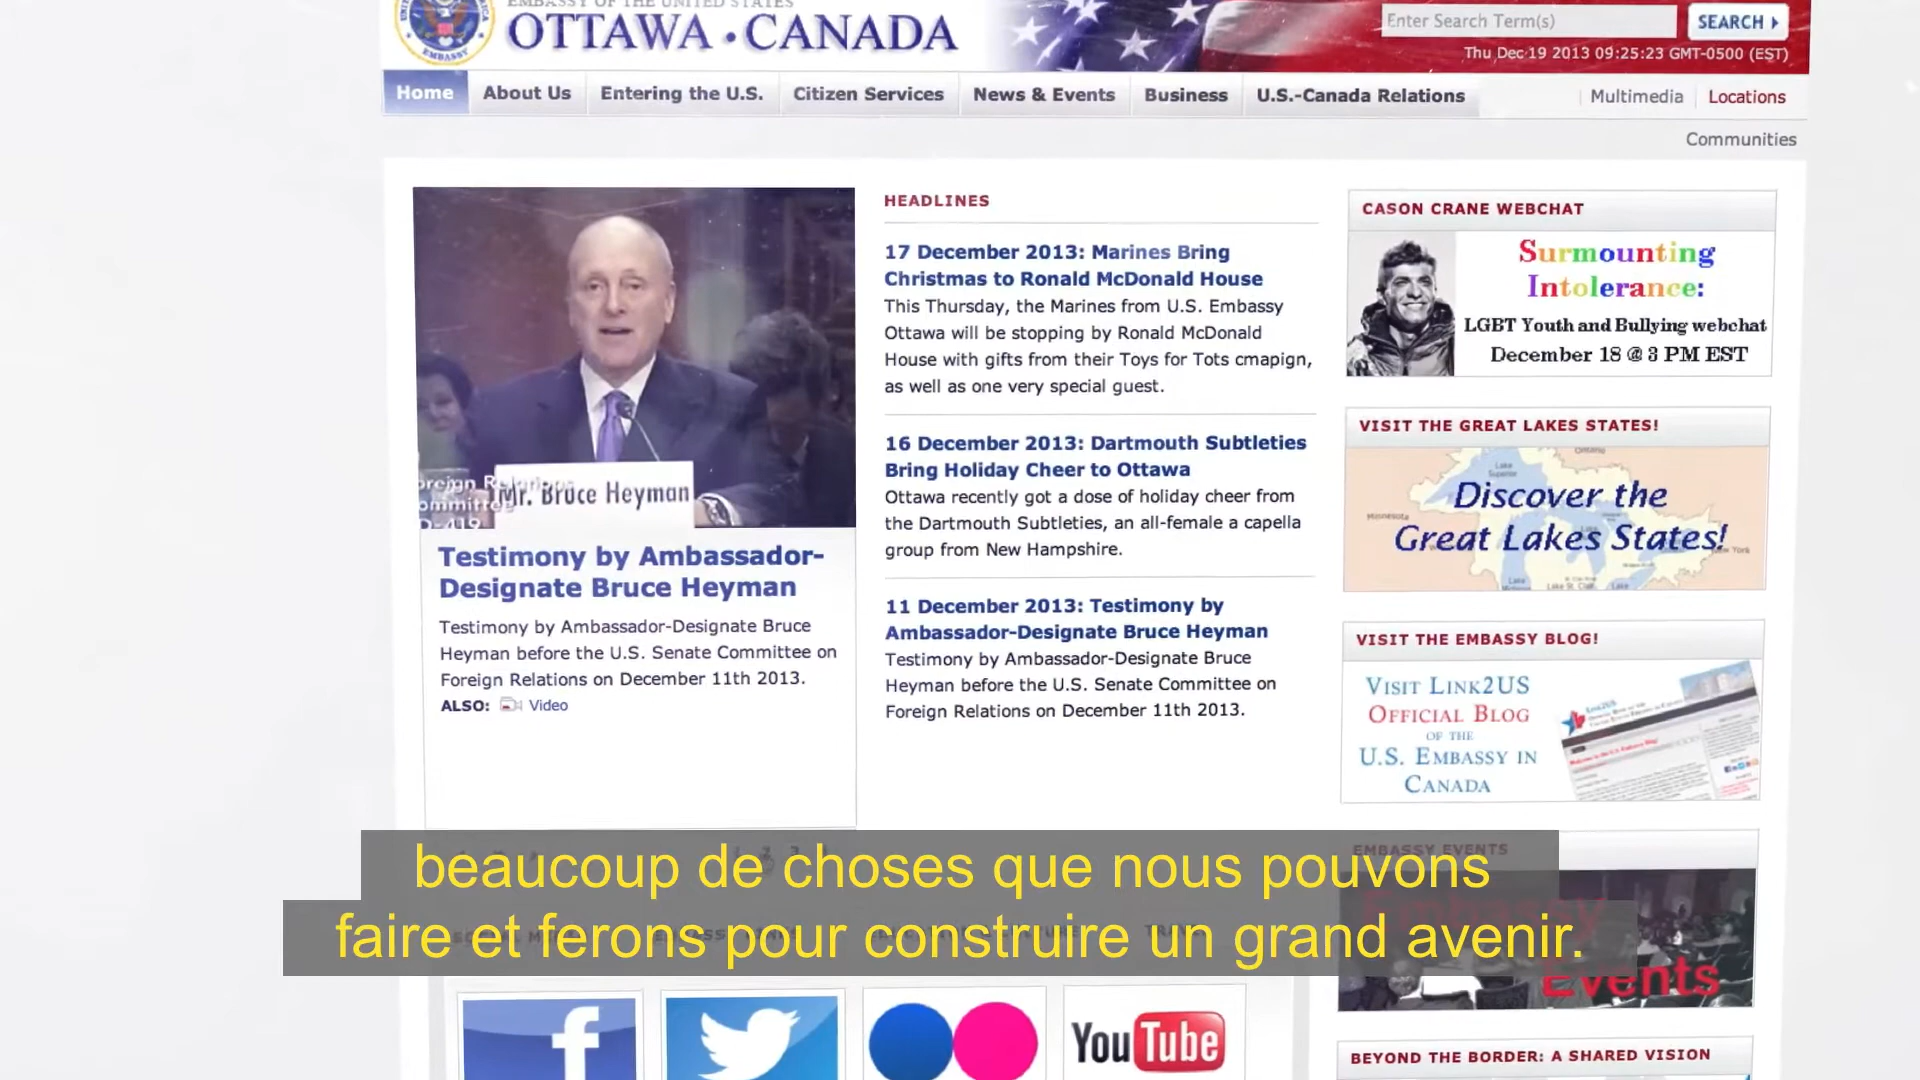 EMBASSY OF THE UNITED STATES
OTTAWA • CANADA
Enter Search Term(s)
SEARCH
Thu Dec 19 2013 09:25:23 GMT-0500 (EST)
Home
About Us
Entering the U.S.
Citizen Services
News & Events
Business
U.S.-Canada Relations
Multimedia
Locations
Communities
Mr. Bruce Heyman
Testimony by Ambassador-
Designate Bruce Heyman
Testimony by Ambassador-Designate Bruce
Heyman before the U.S. Senate Committee on
Foreign Relations on December 11th 2013.
ALSO: Video
HEADLINES
17 December 2013: Marines Bring
Christmas to Ronald McDonald House
This Thursday, the Marines from U.S. Embassy
Ottawa will be stopping by Ronald McDonald
House with gifts from their Toys for Tots cmapign,
as well as one very special guest.
16 December 2013: Dartmouth Subtleties
Bring Holiday Cheer to Ottawa
Ottawa recently got a dose of holiday cheer from
the Dartmouth Subtleties, an all-female a capella
group from New Hampshire.
11 December 2013: Testimony by
Ambassador-Designate Bruce Heyman
Testimony by Ambassador-Designate Bruce
Heyman before the U.S. Senate Committee on
Foreign Relations on December 11th 2013.
CASON CRANE WEBCHAT
Surmounting
Intolerance:
LGBT Youth and Bullying webchat
December 18 @ 3 PM EST
VISIT THE GREAT LAKES STATES!
Discover the
Great Lakes States!
VISIT THE EMBASSY BLOG!
VISIT LINK2US
OFFICIAL BLOG
OF THE
U.S. EMBASSY IN
CANADA
EMBASSY EVENTS
Embassy
Events
beaucoup de choses que nous pouvons
faire et ferons pour construire un grand avenir.
YouTube
BEYOND THE BORDER: A SHARED VISION